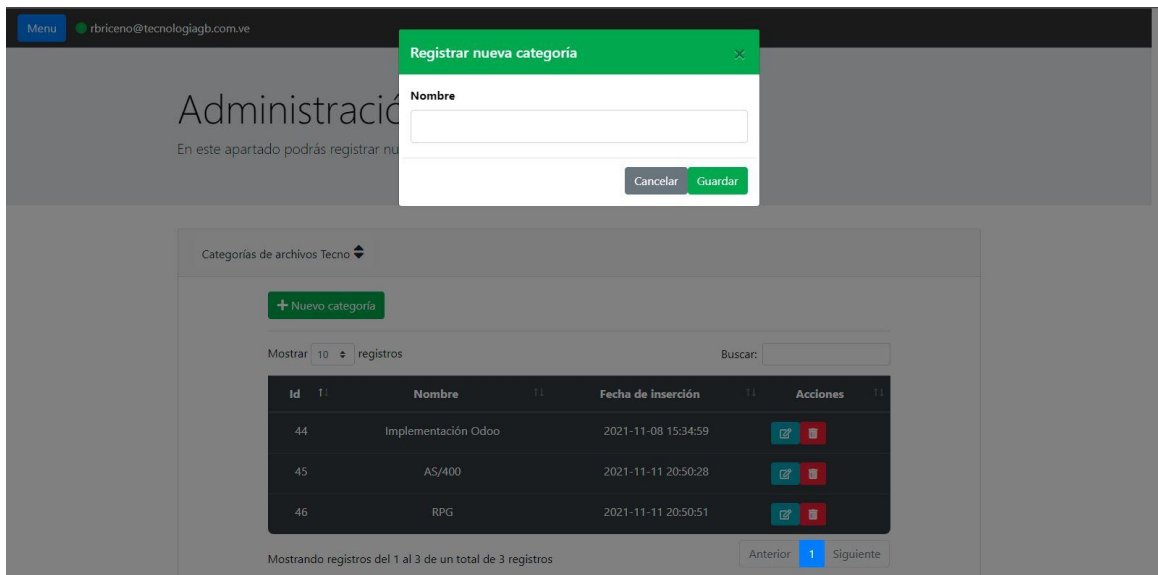 Menu rbriceno@tecnologiagb.com.ve
Registrar nueva categoría ×
Nombre
Cancelar Guardar
Administració
En este apartado podrás registrar nu
Categorías de archivos Tecno
+ Nuevo categoría
Mostrar 10 registros Buscar:
Id Nombre Fecha de inserción Acciones
44 Implementación Odoo 2021-11-08 15:34:59
45 AS/400 2021-11-11 20:50:28
46 RPG 2021-11-11 20:50:51
Mostrando registros del 1 al 3 de un total de 3 registros Anterior 1 Siguiente